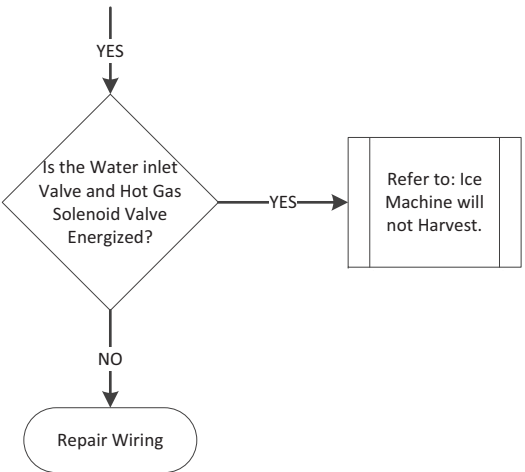 YES
Is the Water inlet
Valve and Hot Gas
Solenoid Valve
Energized?
YES
Refer to: Ice
Machine will
not Harvest.
NO
Repair Wiring